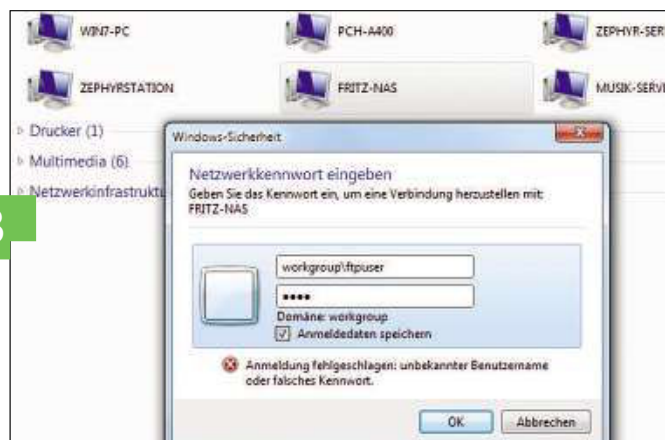 WIN7-PC
PCH-A400
ZEPHYR-SER
ZEPHYRSTATION
FRITZ-NAS
MUSIK-SERV
Drucker (1)
Multimedia (6)
Netzwerkinfrastruktu
3
Windows-Sicherheit
Netzwerkkennwort eingeben
Geben Sie das Kennwort ein, um eine Verbindung herzustellen mit:
FRITZ-NAS
workgroup\ftpuser
••••
Domäne: workgroup
Anmeldedaten speichern
Anmeldung fehlgeschlagen: unbekannter Benutzername
oder falsches Kennwort.
OK
Abbrechen